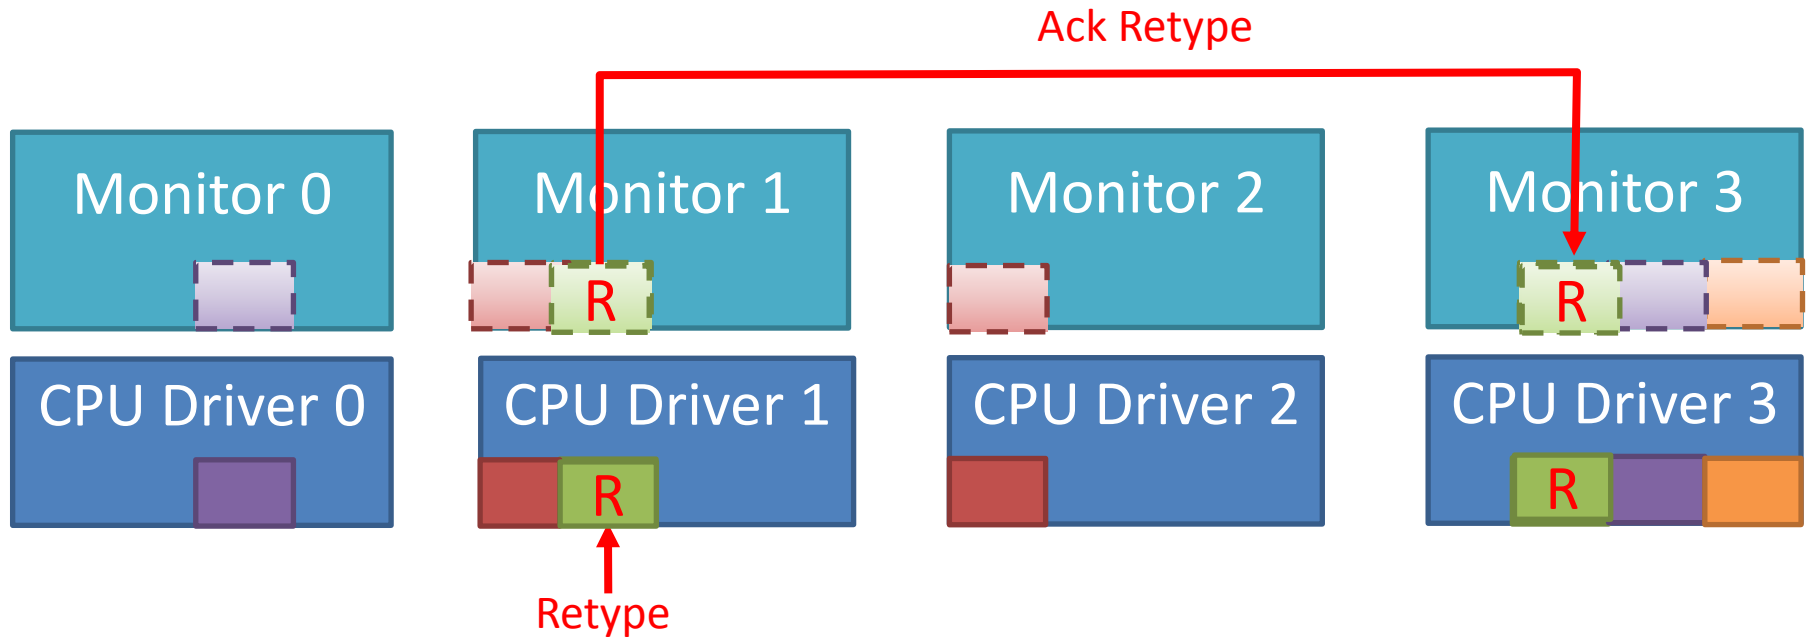 Ack Retype
Monitor 0
Monitor 1
Monitor 2
Monitor 3
R
R
CPU Driver 0
CPU Driver 1
CPU Driver 2
CPU Driver 3
R
R
Retype